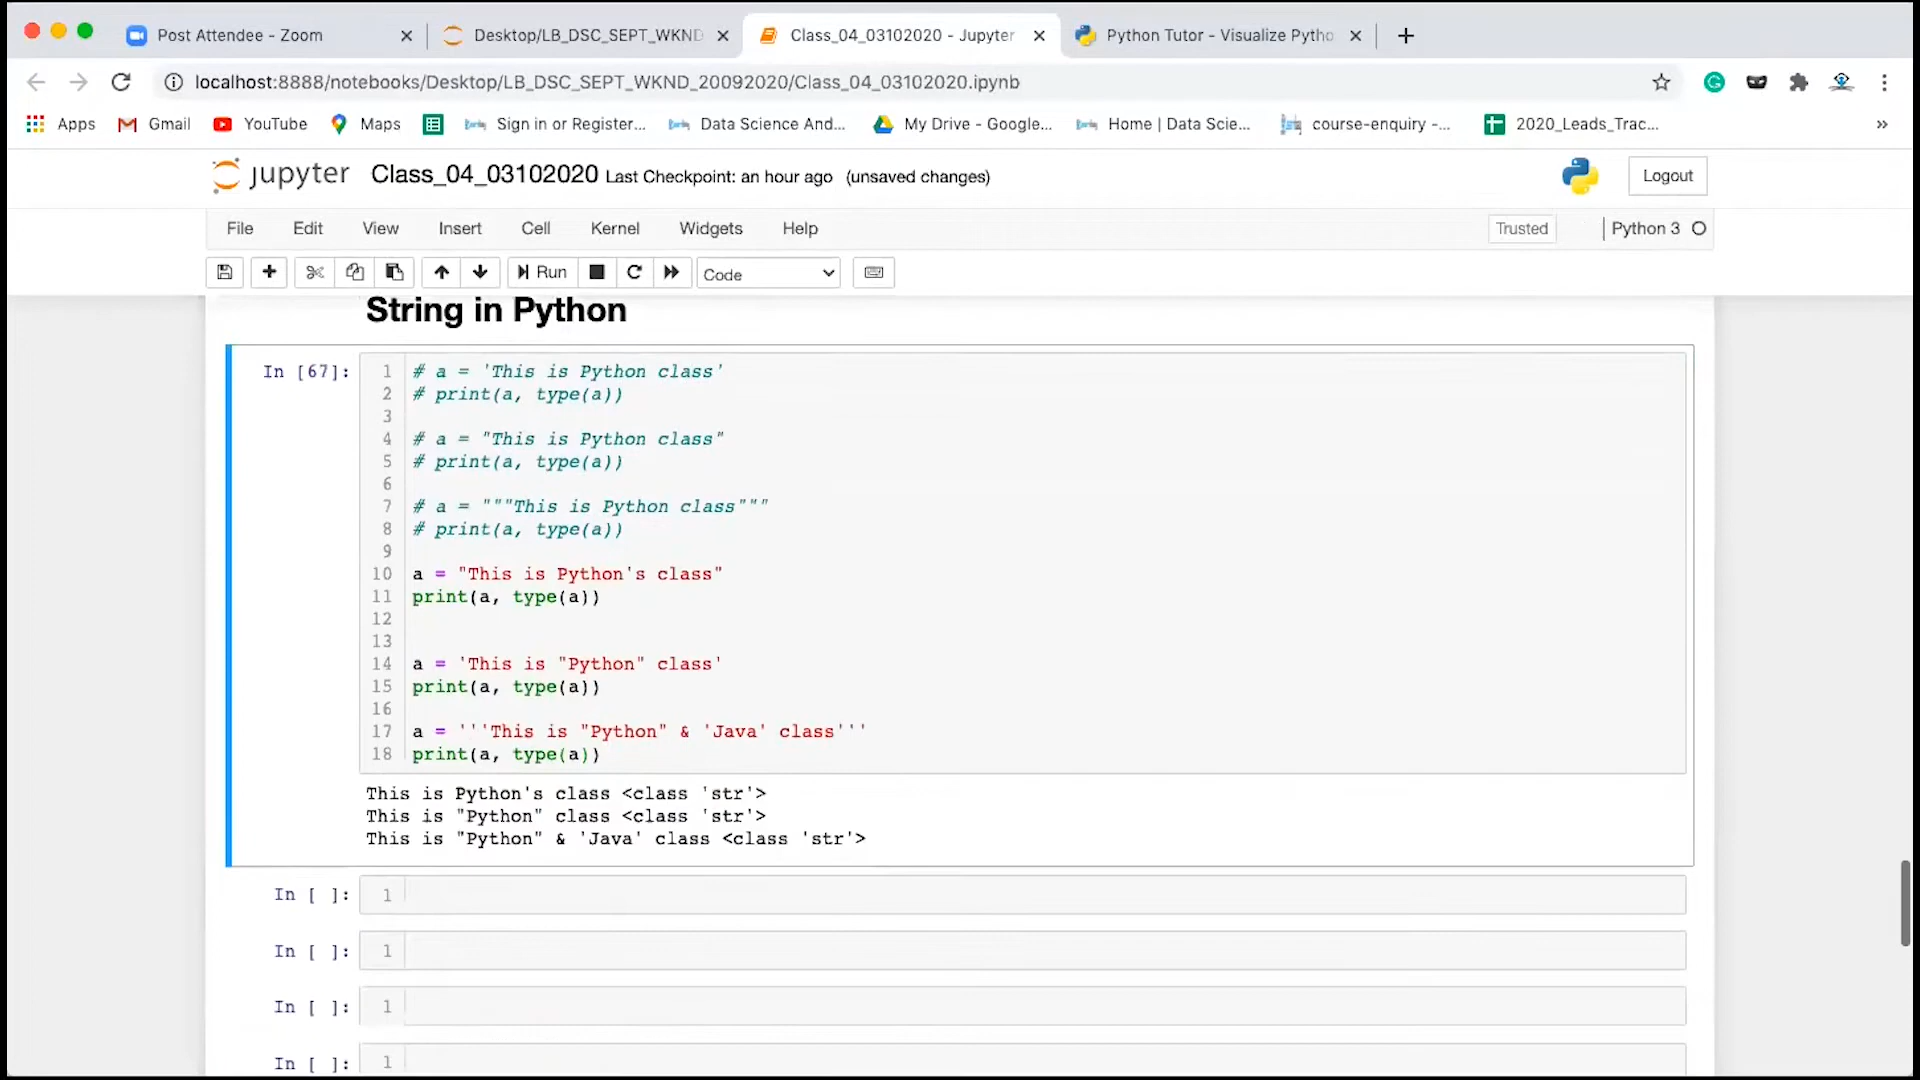 Post Attendee - Zoom
Desktop/LB_DSC_SEPT_WKND
Class_04_03102020 - Jupyter
Python Tutor - Visualize Pytho
localhost:8888/notebooks/Desktop/LB_DSC_SEPT_WKND_20092020/Class_04_03102020.ipynb
Apps Gmail YouTube Maps Sign in or Register... Data Science And... My Drive - Google... Home | Data Scie... course-enquiry -... 2020_Leads_Trac... »
jupyter Class_04_03102020 Last Checkpoint: an hour ago (unsaved changes) Logout
File Edit View Insert Cell Kernel Widgets Help Trusted Python 3
Run Code
String in Python
In [67]:
1 # a = 'This is Python class'
2 # print(a, type(a))
3
4 # a = "This is Python class"
5 # print(a, type(a))
6
7 # a = """This is Python class"""
8 # print(a, type(a))
9
10 a = "This is Python's class"
11 print(a, type(a))
12
13
14 a = 'This is "Python" class'
15 print(a, type(a))
16
17 a = '''This is "Python" & 'Java' class'''
18 print(a, type(a))
This is Python's class <class 'str'>
This is "Python" class <class 'str'>
This is "Python" & 'Java' class <class 'str'>
In [ ]: 1
In [ ]: 1
In [ ]: 1
In [ ]: 1